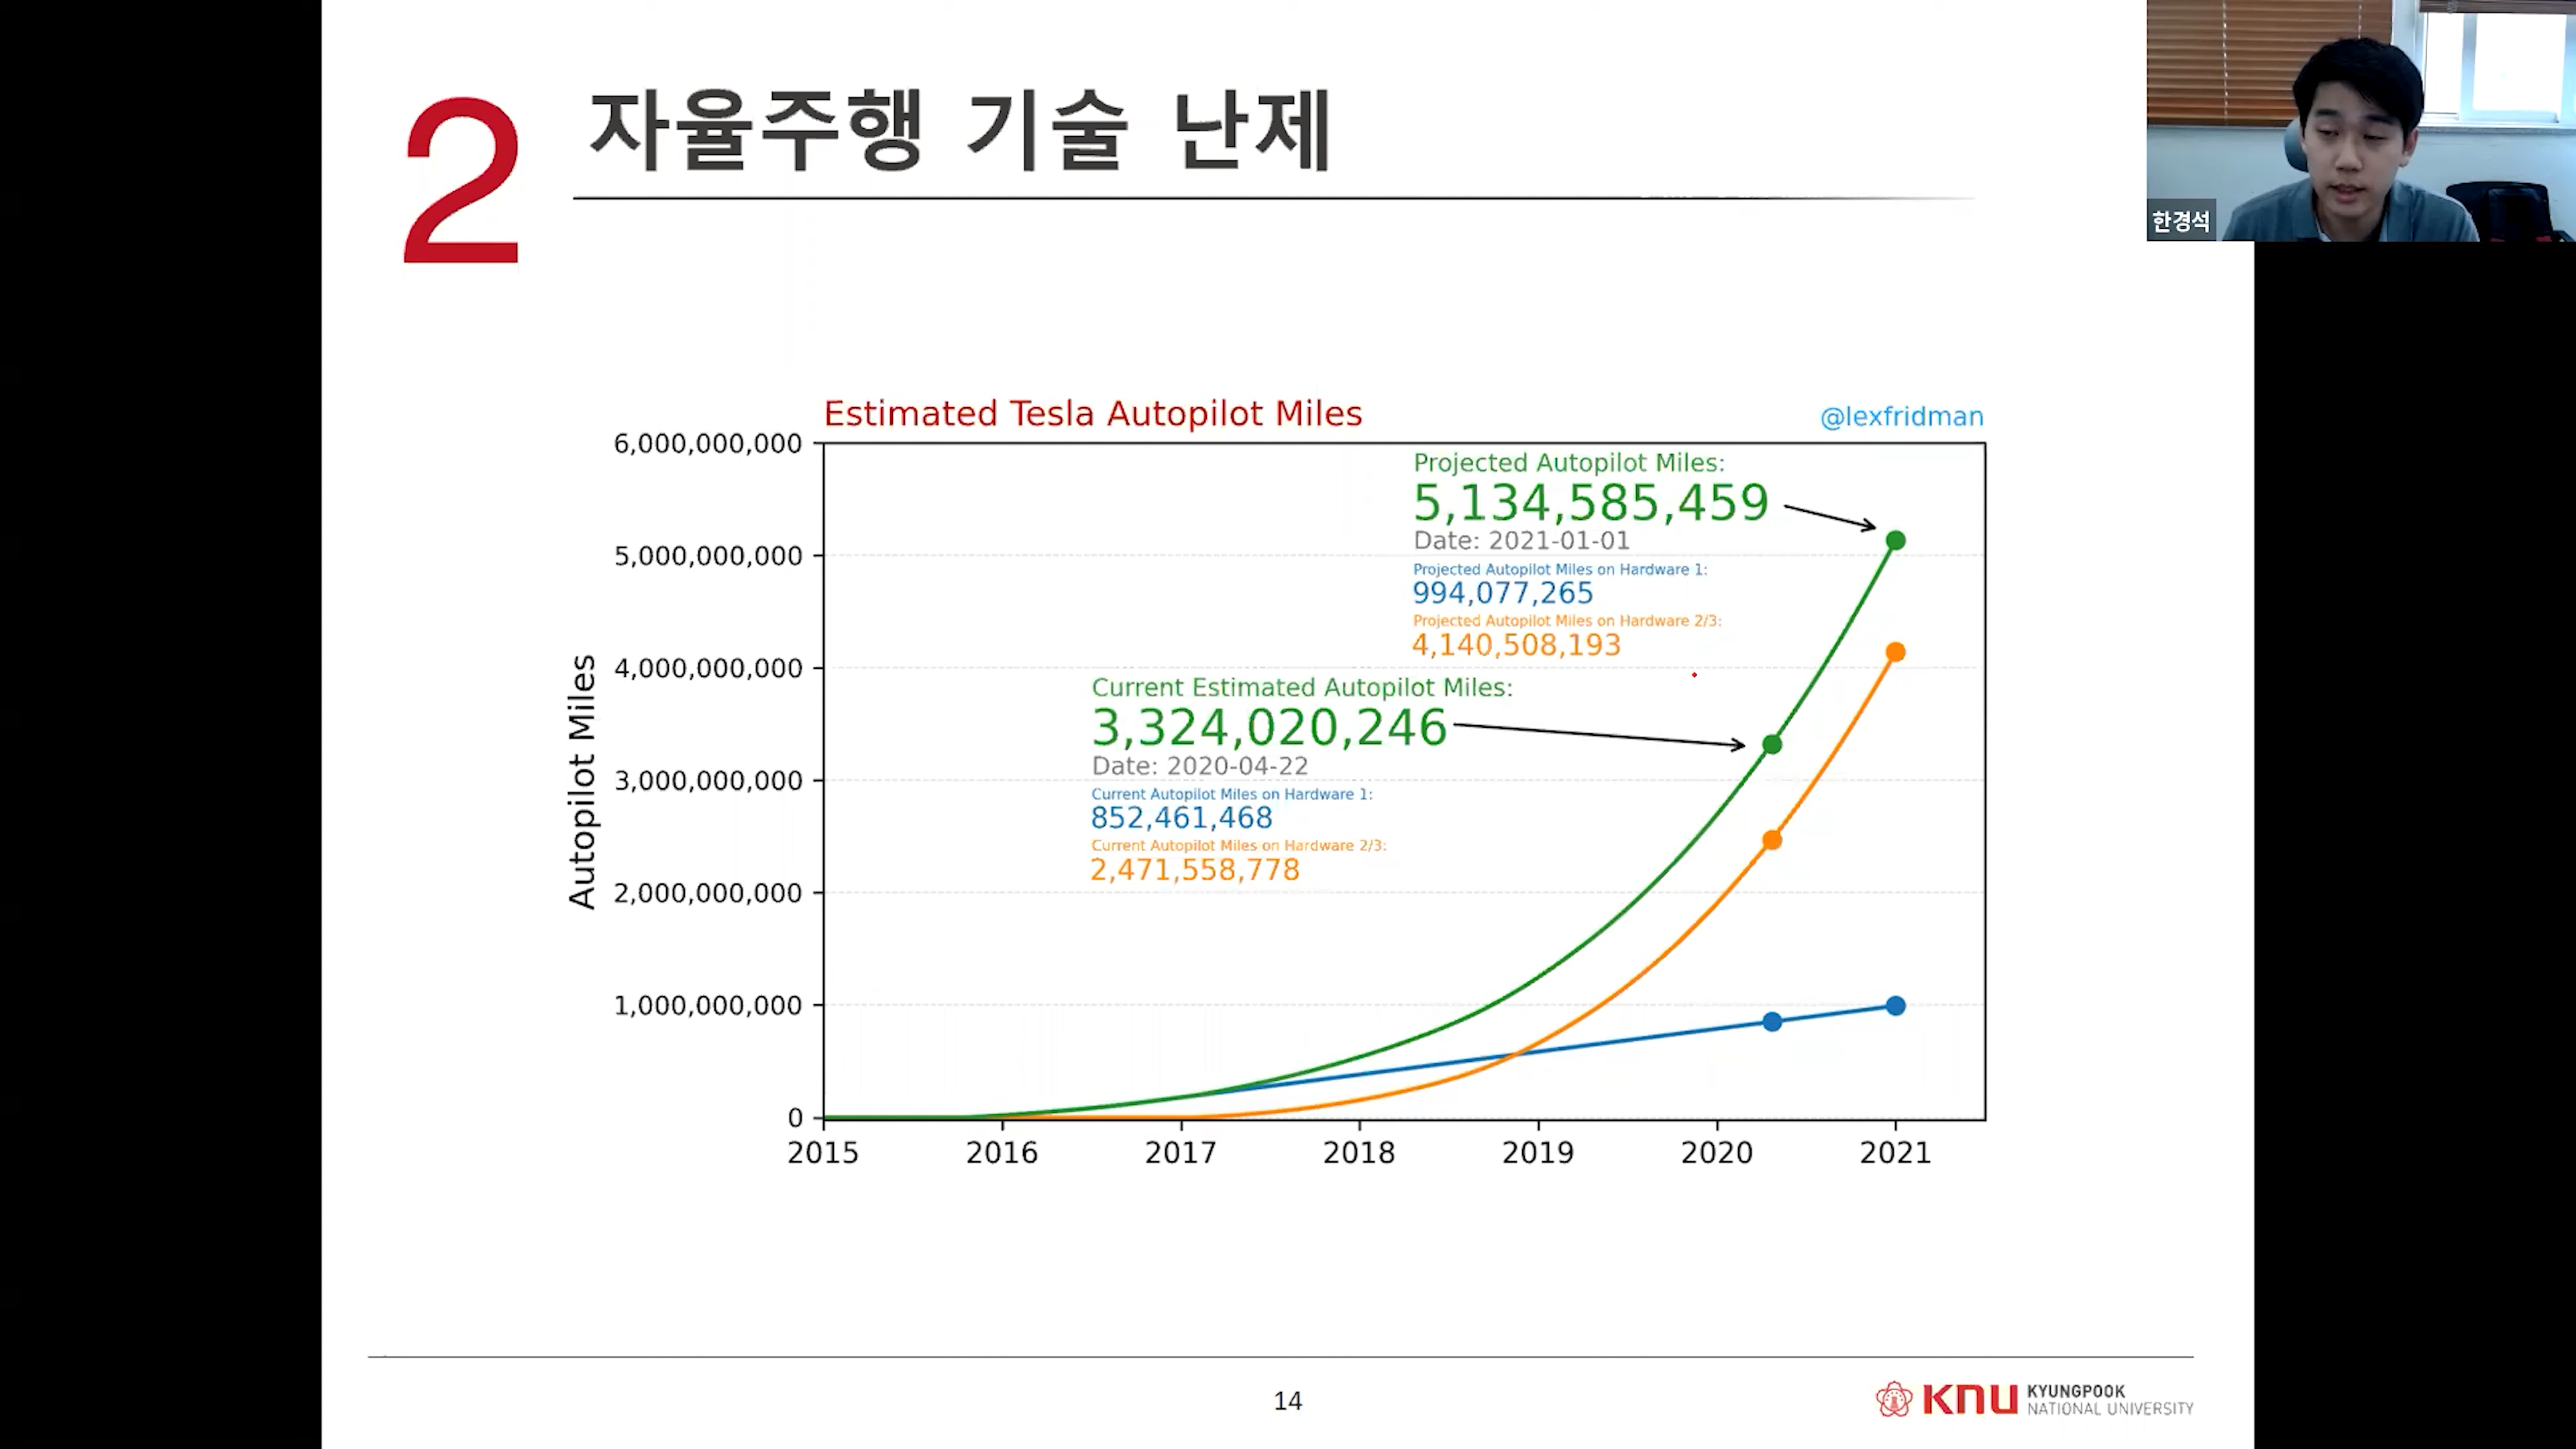 2
자율주행 기술 난제
한경석
Estimated Tesla Autopilot Miles
@lexfridman
6,000,000,000
5,000,000,000
4,000,000,000
3,000,000,000
2,000,000,000
1,000,000,000
0
Autopilot Miles
Projected Autopilot Miles:
5,134,585,459
Date: 2021-01-01
Projected Autopilot Miles on Hardware 1:
994,077,265
Projected Autopilot Miles on Hardware 2/3:
4,140,508,193
Current Estimated Autopilot Miles:
3,324,020,246
Date: 2020-04-22
Current Autopilot Miles on Hardware 1:
852,461,468
Current Autopilot Miles on Hardware 2/3:
2,471,558,778
2015 2016 2017 2018 2019 2020 2021
14
KNU KYUNGPOOK
NATIONAL UNIVERSITY